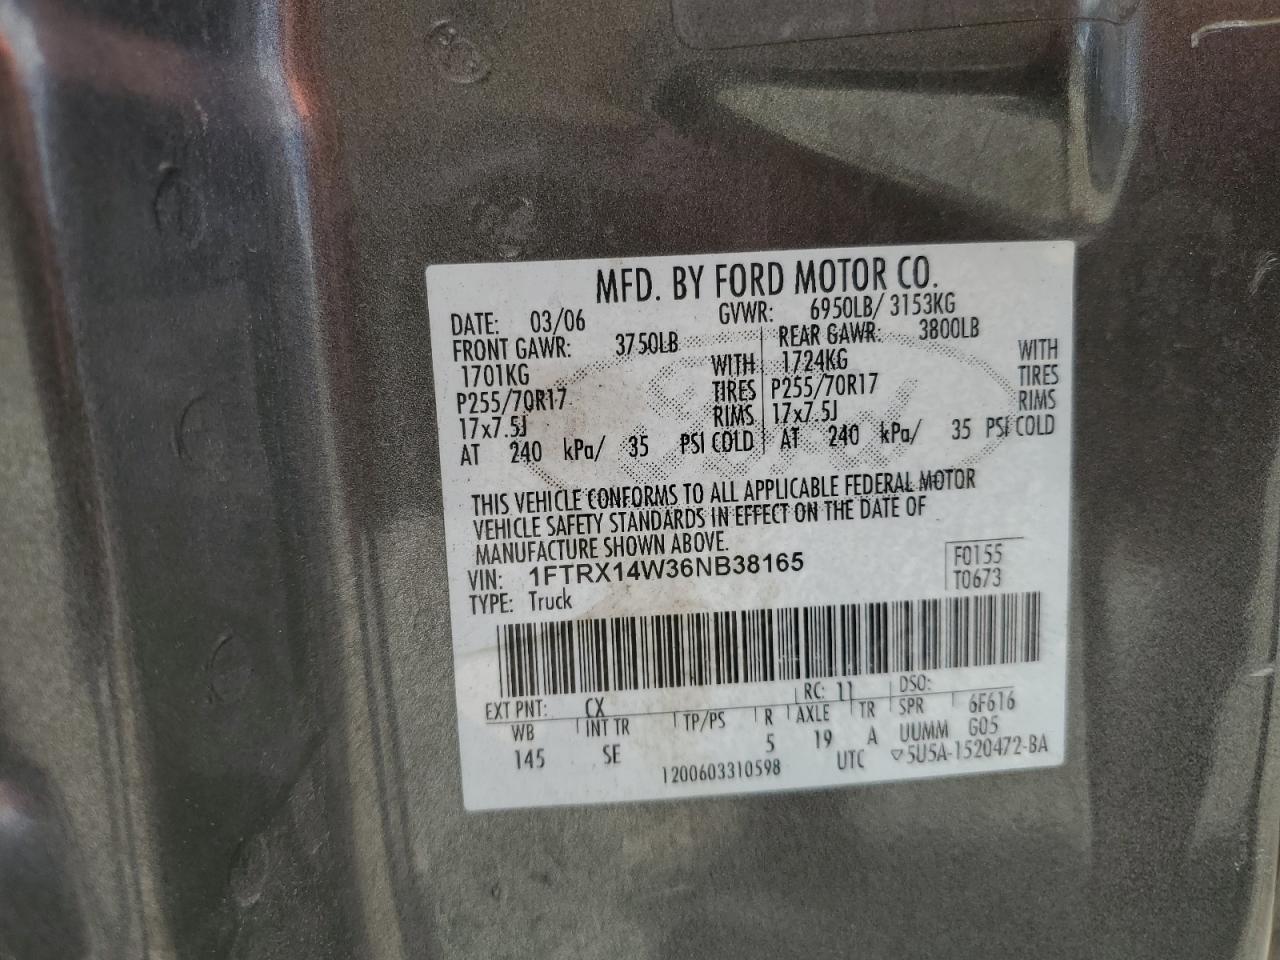 MFD. BY FORD MOTOR CO.
DATE: 03/06 GVWR: 6950LB/ 3153KG
FRONT GAWR: 3750LB REAR GAWR: 3800LB
1701KG WITH 1724KG WITH
P255/70R17 TIRES P255/70R17 TIRES
17x7.5J RIMS 17x7.5J RIMS
AT 240 kPa/ 35 PSI COLD AT 240 kPa/ 35 PSI COLD
THIS VEHICLE CONFORMS TO ALL APPLICABLE FEDERAL MOTOR
VEHICLE SAFETY STANDARDS IN EFFECT ON THE DATE OF
MANUFACTURE SHOWN ABOVE.
VIN: 1FTRX14W36NB38165 F0155
TYPE: Truck T0673
EXT PNT: CX RC: 11 DSO:
WB INT TR TP/PS R AXLE TR SPR 6F616
145 SE 5 19 A UUMM G05
1200603310598 UTC ▽5U5A-1520472-BA